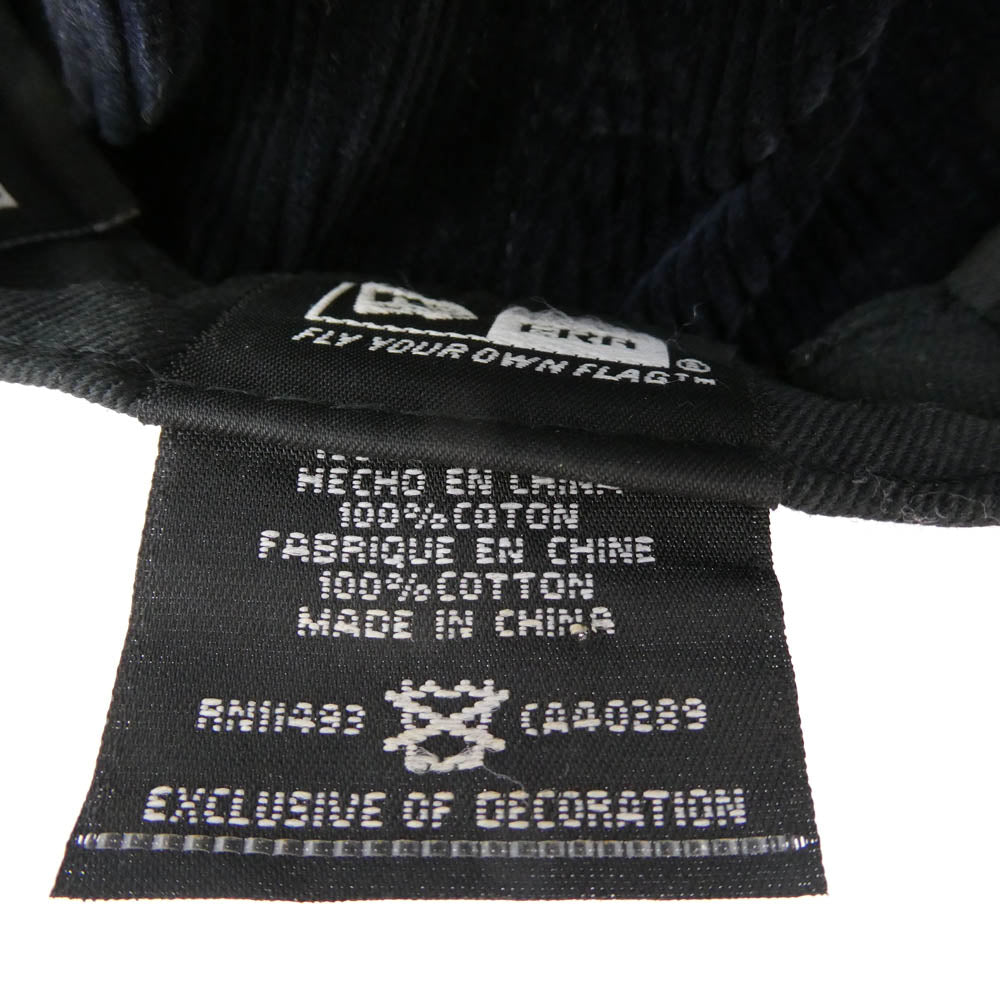 ERA®
FLY YOUR OWN FLAG™
HECHO EN CHINA
100% COTON
FABRIQUE EN CHINE
100% COTTON
MADE IN CHINA
RN11493 CA40289
EXCLUSIVE OF DECORATION